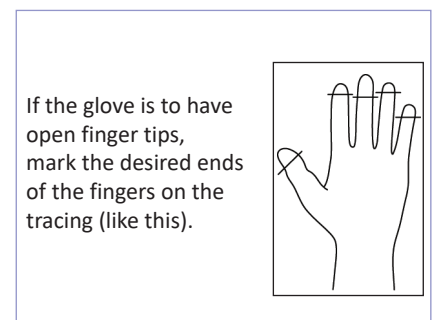 If the glove is to have
open finger tips,
mark the desired ends
of the fingers on the
tracing (like this).